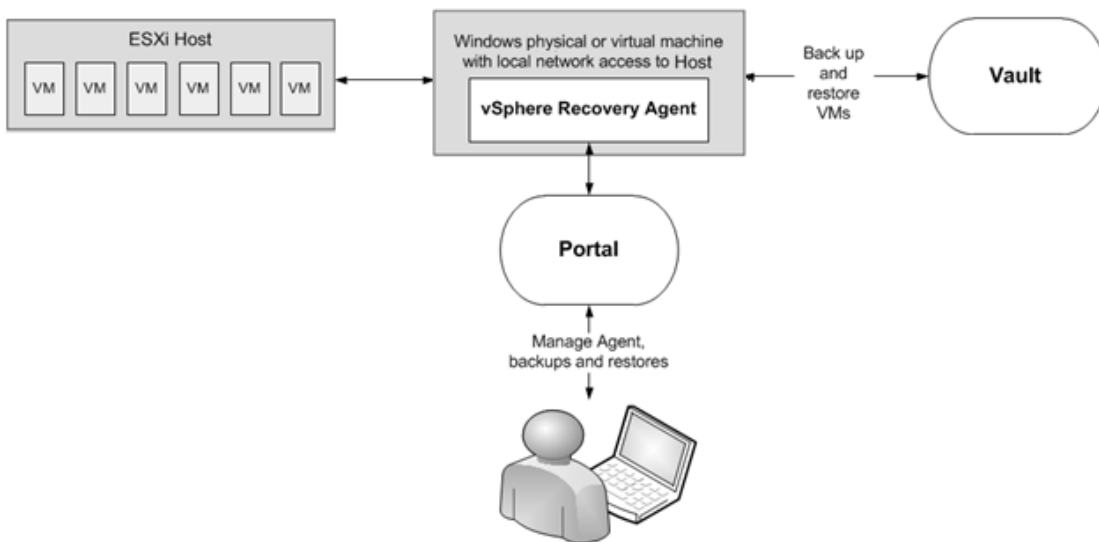 ESXi Host
VM VM VM VM VM VM
Windows physical or virtual machine
with local network access to Host
vSphere Recovery Agent
Back up
and
restore
VMs
Vault
Portal
Manage Agent,
backups and restores